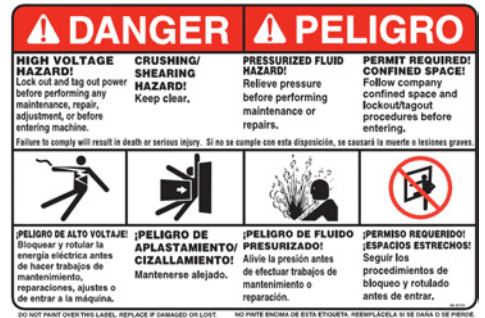 DANGER
PELIGRO
HIGH VOLTAGE
HAZARD!
Lock out and tag out power
before performing any
maintenance, repair,
adjustment, or before
entering machine.
CRUSHING/
SHEARING
HAZARD!
Keep clear.
PRESSURIZED FLUID
HAZARD!
Relieve pressure
before performing
maintenance or
repairs.
PERMIT REQUIRED!
CONFINED SPACE!
Follow company
confined space and
lockout/tagout
procedures before
entering.
Failure to comply will result in death or serious injury. Si no se cumple con esta disposición, se causará la muerte o lesiones graves.
¡PELIGRO DE ALTO VOLTAJE!
Bloquear y rotular la
energía eléctrica antes
de hacer trabajos de
mantenimiento,
reparaciones, ajustes o
de entrar a la máquina.
¡PELIGRO DE
APLASTAMIENTO/
CIZALLAMIENTO!
Mantenerse alejado.
¡PELIGRO DE FLUIDO
PRESURIZADO!
Alivie la presión antes
de efectuar trabajos de
mantenimiento o
reparación.
¡PERMISO REQUERIDO!
¡ESPACIOS ESTRECHOS!
Seguir los
procedimientos de
bloqueo y rotulado
antes de entrar.
DO NOT PAINT OVER THIS LABEL. REPLACE IF DAMAGED OR LOST. NO PINTE ENCIMA DE ESTA ETIQUETA. REEMPLÁCELA SI SE DAÑA O SE PIERDE.